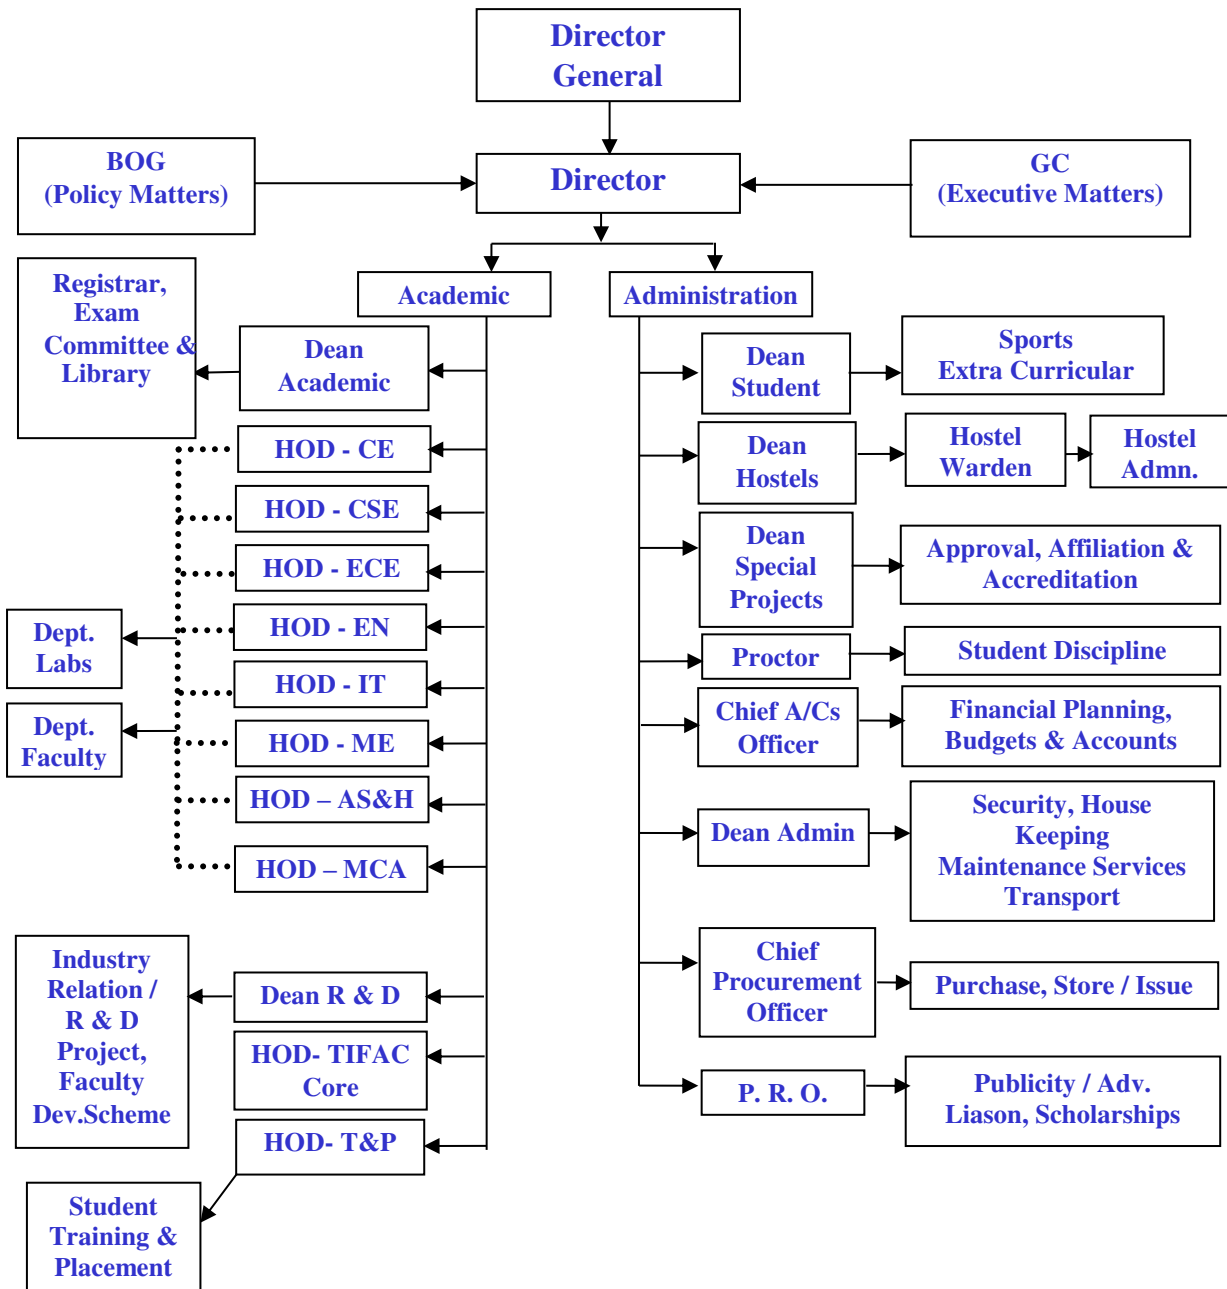 Director
General
BOG
(Policy Matters)
Director
GC
(Executive Matters)
Registrar,
Exam
Committee &
Library
Academic
Administration
Dean
Academic
Dean
Student
Sports
Extra Curricular
HOD - CE
Dean
Hostels
Hostel
Warden
Hostel
Admn.
HOD - CSE
HOD - ECE
Dean
Special
Projects
Approval, Affiliation &
Accreditation
Dept.
Labs
HOD - EN
Proctor
Student Discipline
HOD - IT
Dept.
Faculty
HOD - ME
Chief A/Cs
Officer
Financial Planning,
Budgets & Accounts
HOD – AS&H
Dean Admin
Security, House
Keeping
Maintenance Services
Transport
HOD – MCA
Industry
Relation /
R & D
Project,
Faculty
Dev.Scheme
Dean R & D
Chief
Procurement
Officer
Purchase, Store / Issue
HOD- TIFAC
Core
P. R. O.
Publicity / Adv.
Liason, Scholarships
HOD- T&P
Student
Training &
Placement